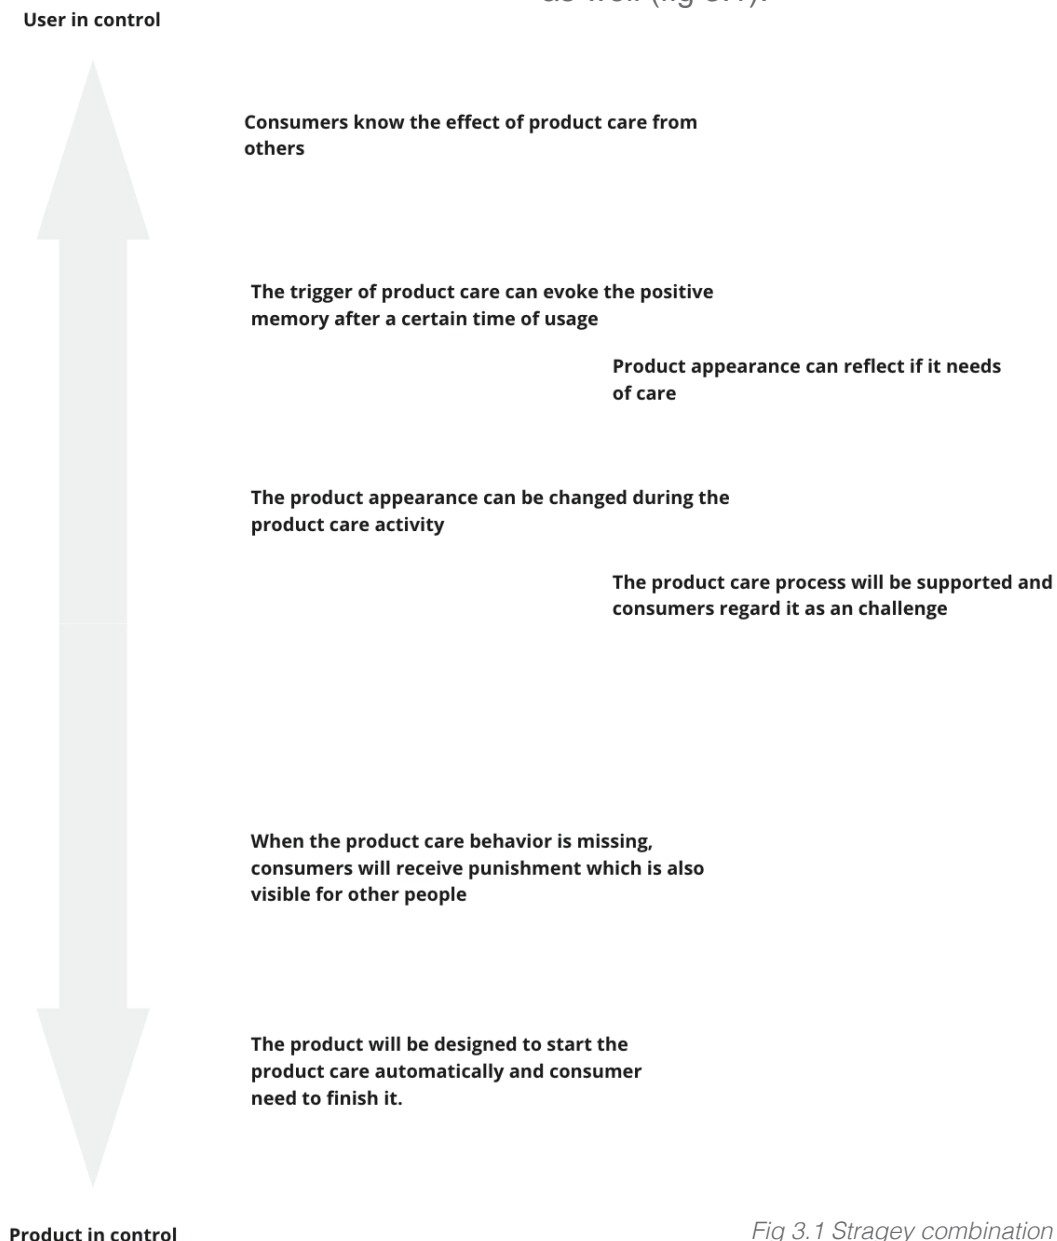 as well (fig 3.1).
User in control
Consumers know the effect of product care from
others
The trigger of product care can evoke the positive
memory after a certain time of usage
Product appearance can reflect if it needs
of care
The product appearance can be changed during the
product care activity
The product care process will be supported and
consumers regard it as an challenge
When the product care behavior is missing,
consumers will receive punishment which is also
visible for other people
The product will be designed to start the
product care automatically and consumer
need to finish it.
Product in control
Fig 3.1 Stragey combination